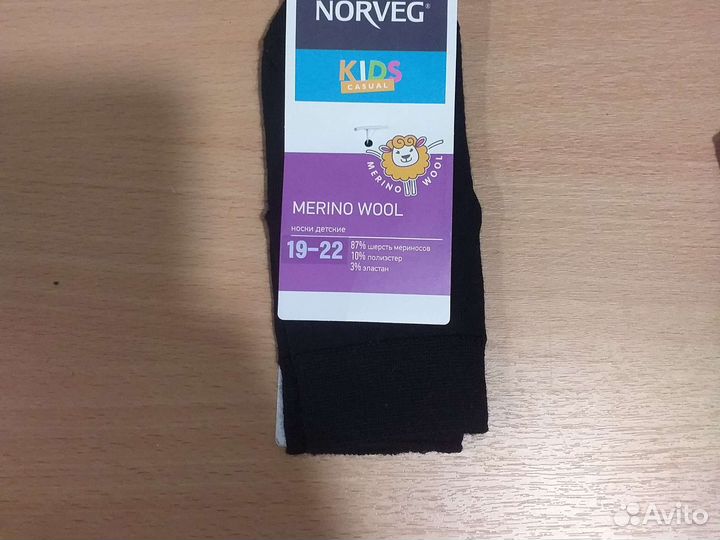 NORVEG
KIDS
CASUAL
MERINO WOOL
MERINO WOOL
носки детские
19-22
87% шерсть мериносов
10% полиэстер
3% эластан
Avito